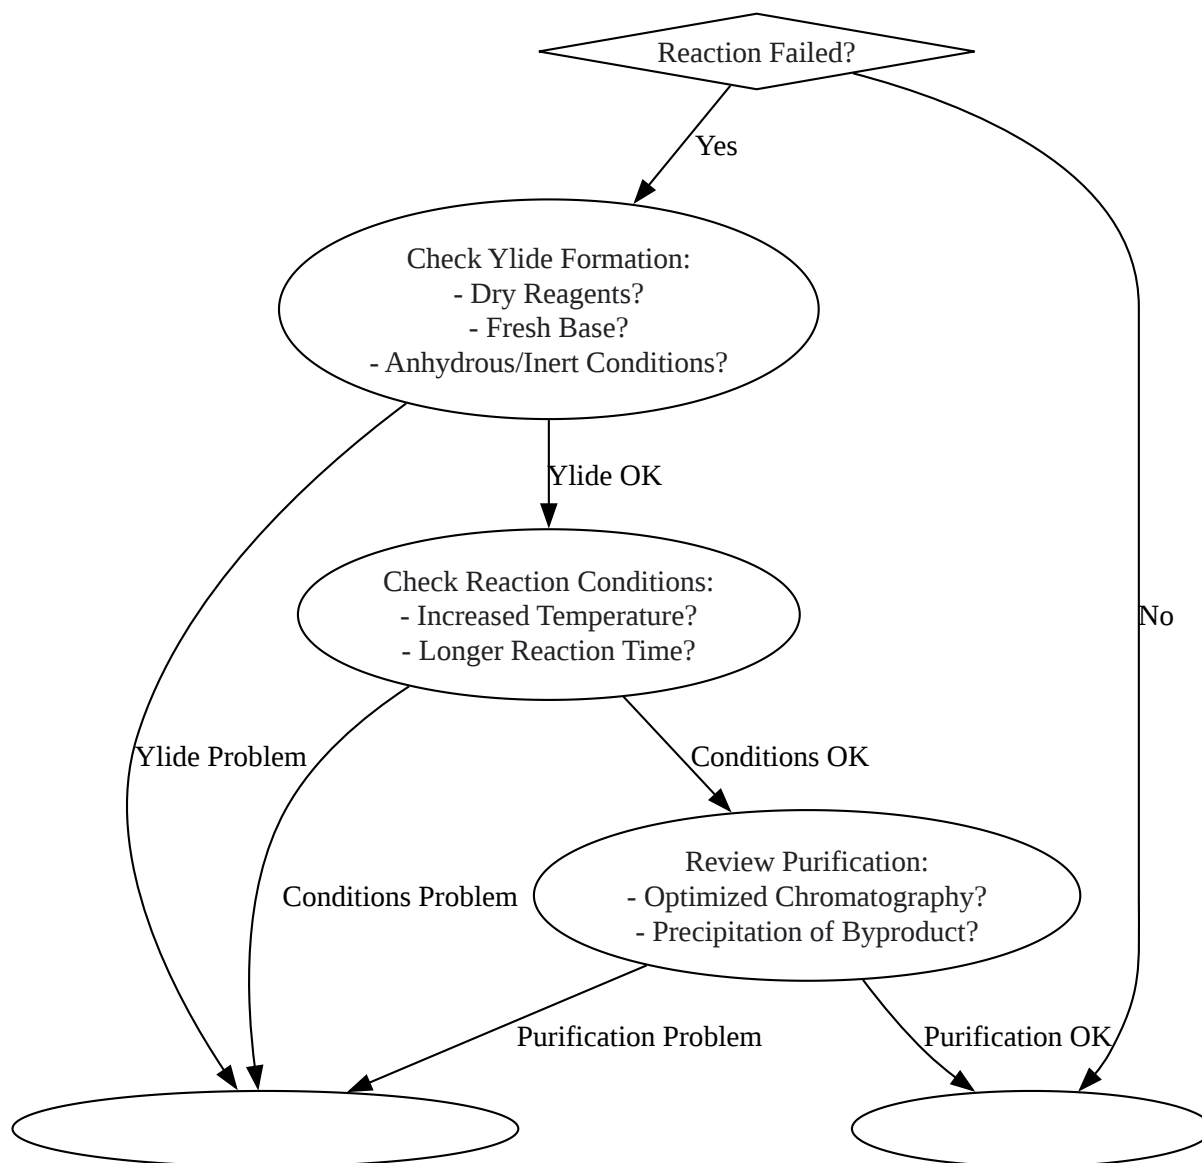 Reaction Failed?
Yes
Check Ylide Formation:
- Dry Reagents?
- Fresh Base?
- Anhydrous/Inert Conditions?
Ylide OK
Check Reaction Conditions:
- Increased Temperature?
- Longer Reaction Time?
No
Ylide Problem
Conditions OK
Review Purification:
- Optimized Chromatography?
- Precipitation of Byproduct?
Conditions Problem
Purification Problem
Purification OK